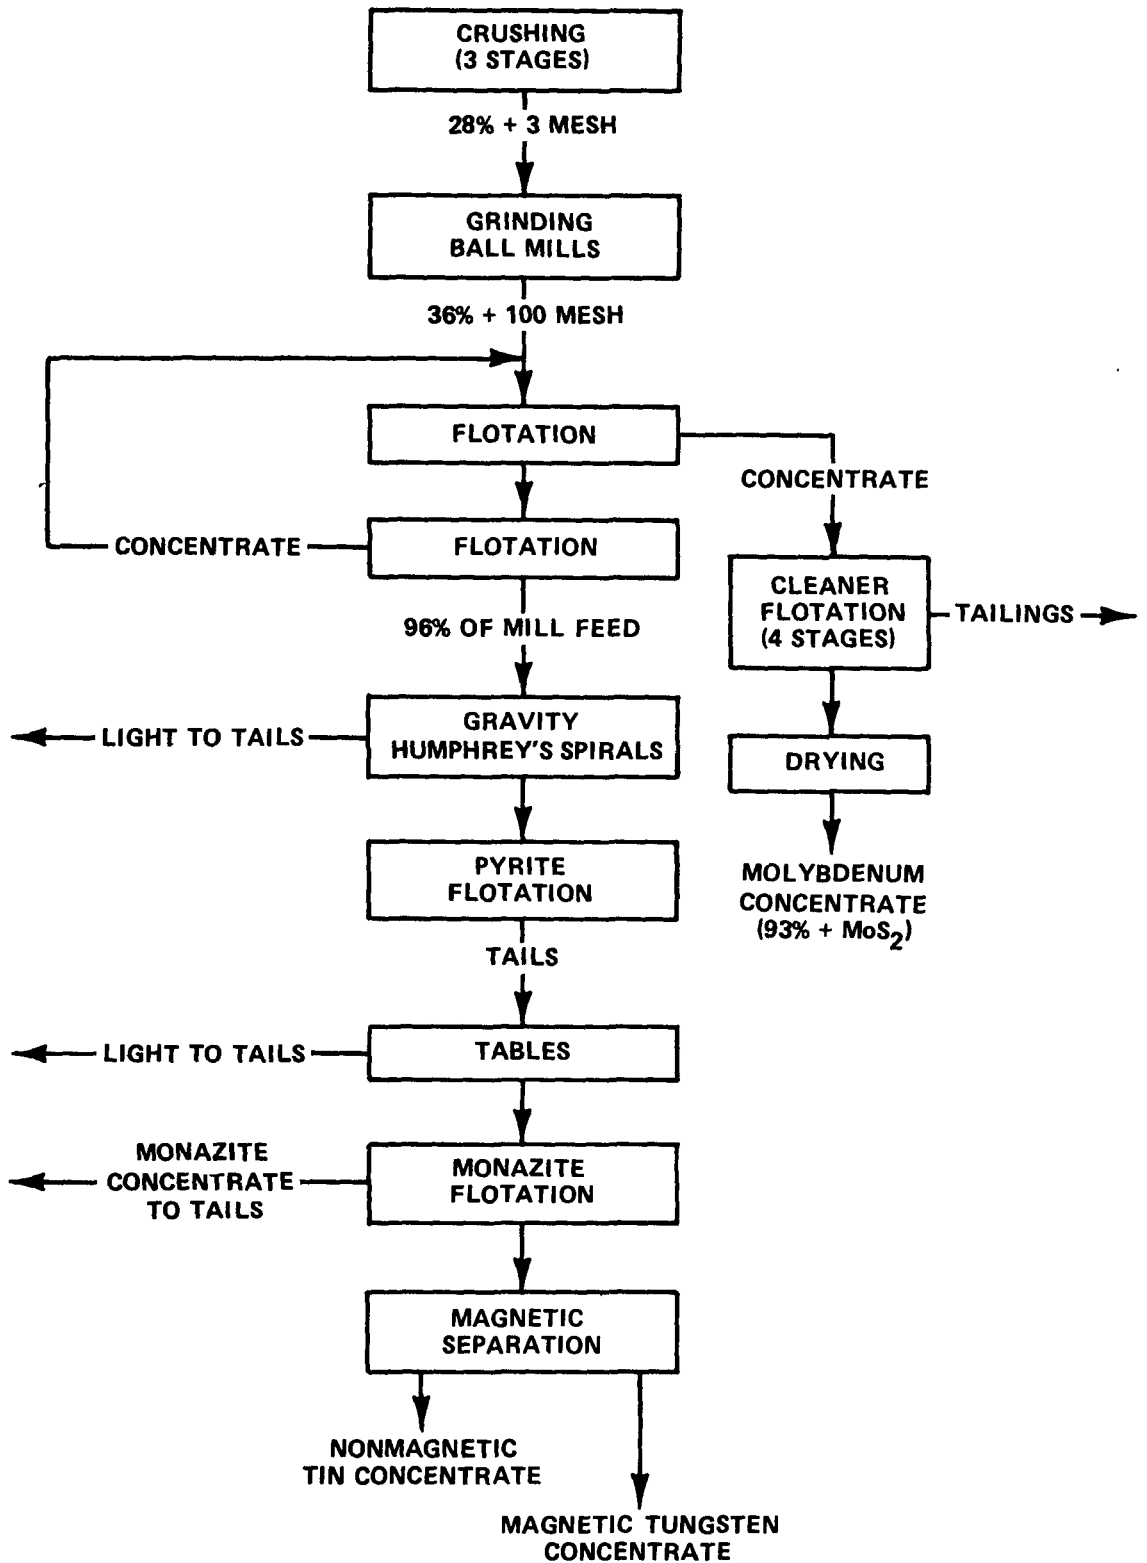 CRUSHING
(3 STAGES)
28% + 3 MESH
GRINDING
BALL MILLS
36% + 100 MESH
FLOTATION
CONCENTRATE
CONCENTRATE
FLOTATION
CLEANER
FLOTATION
(4 STAGES)
TAILINGS
96% OF MILL FEED
LIGHT TO TAILS
GRAVITY
HUMPHREY'S SPIRALS
DRYING
PYRITE
FLOTATION
MOLYBDENUM
CONCENTRATE
(93% + MoS2)
TAILS
LIGHT TO TAILS
TABLES
MONAZITE
CONCENTRATE
TO TAILS
MONAZITE
FLOTATION
MAGNETIC
SEPARATION
NONMAGNETIC
TIN CONCENTRATE
MAGNETIC TUNGSTEN
CONCENTRATE